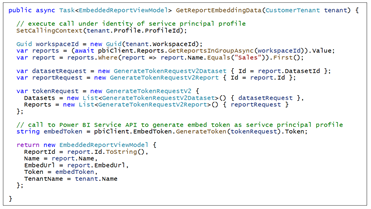 public async Task<EmbeddedReportViewModel> GetReportEmbeddingData(CustomerTenant tenant) {
// execute call under identity of serivce principal profile
SetCallingContext(tenant.Profile.ProfileId);
Guid workspaceId = new Guid(tenant.WorkspaceId);
var reports = (await pbiClient.Reports.GetReportsInGroupAsync(workspaceId)).Value;
var report = reports.Where(report => report.Name.Equals("Sales")).First();
var datasetRequest = new GenerateTokenRequestV2Dataset { Id = report.DatasetId };
var reportRequest = new GenerateTokenRequestV2Report { Id = report.Id };
var tokenRequest = new GenerateTokenRequestV2 {
Datasets = new List<GenerateTokenRequestV2Dataset>() { datasetRequest },
Reports = new List<GenerateTokenRequestV2Report>() { reportRequest }
};
// call to Power BI Service API to generate embed token as serivce principal profile
string embedToken = pbiClient.EmbedToken.GenerateToken(tokenRequest).Token;
return new EmbeddedReportViewModel {
ReportId = report.Id.ToString(),
Name = report.Name,
EmbedUrl = report.EmbedUrl,
Token = embedToken,
TenantName = tenant.Name
};
}